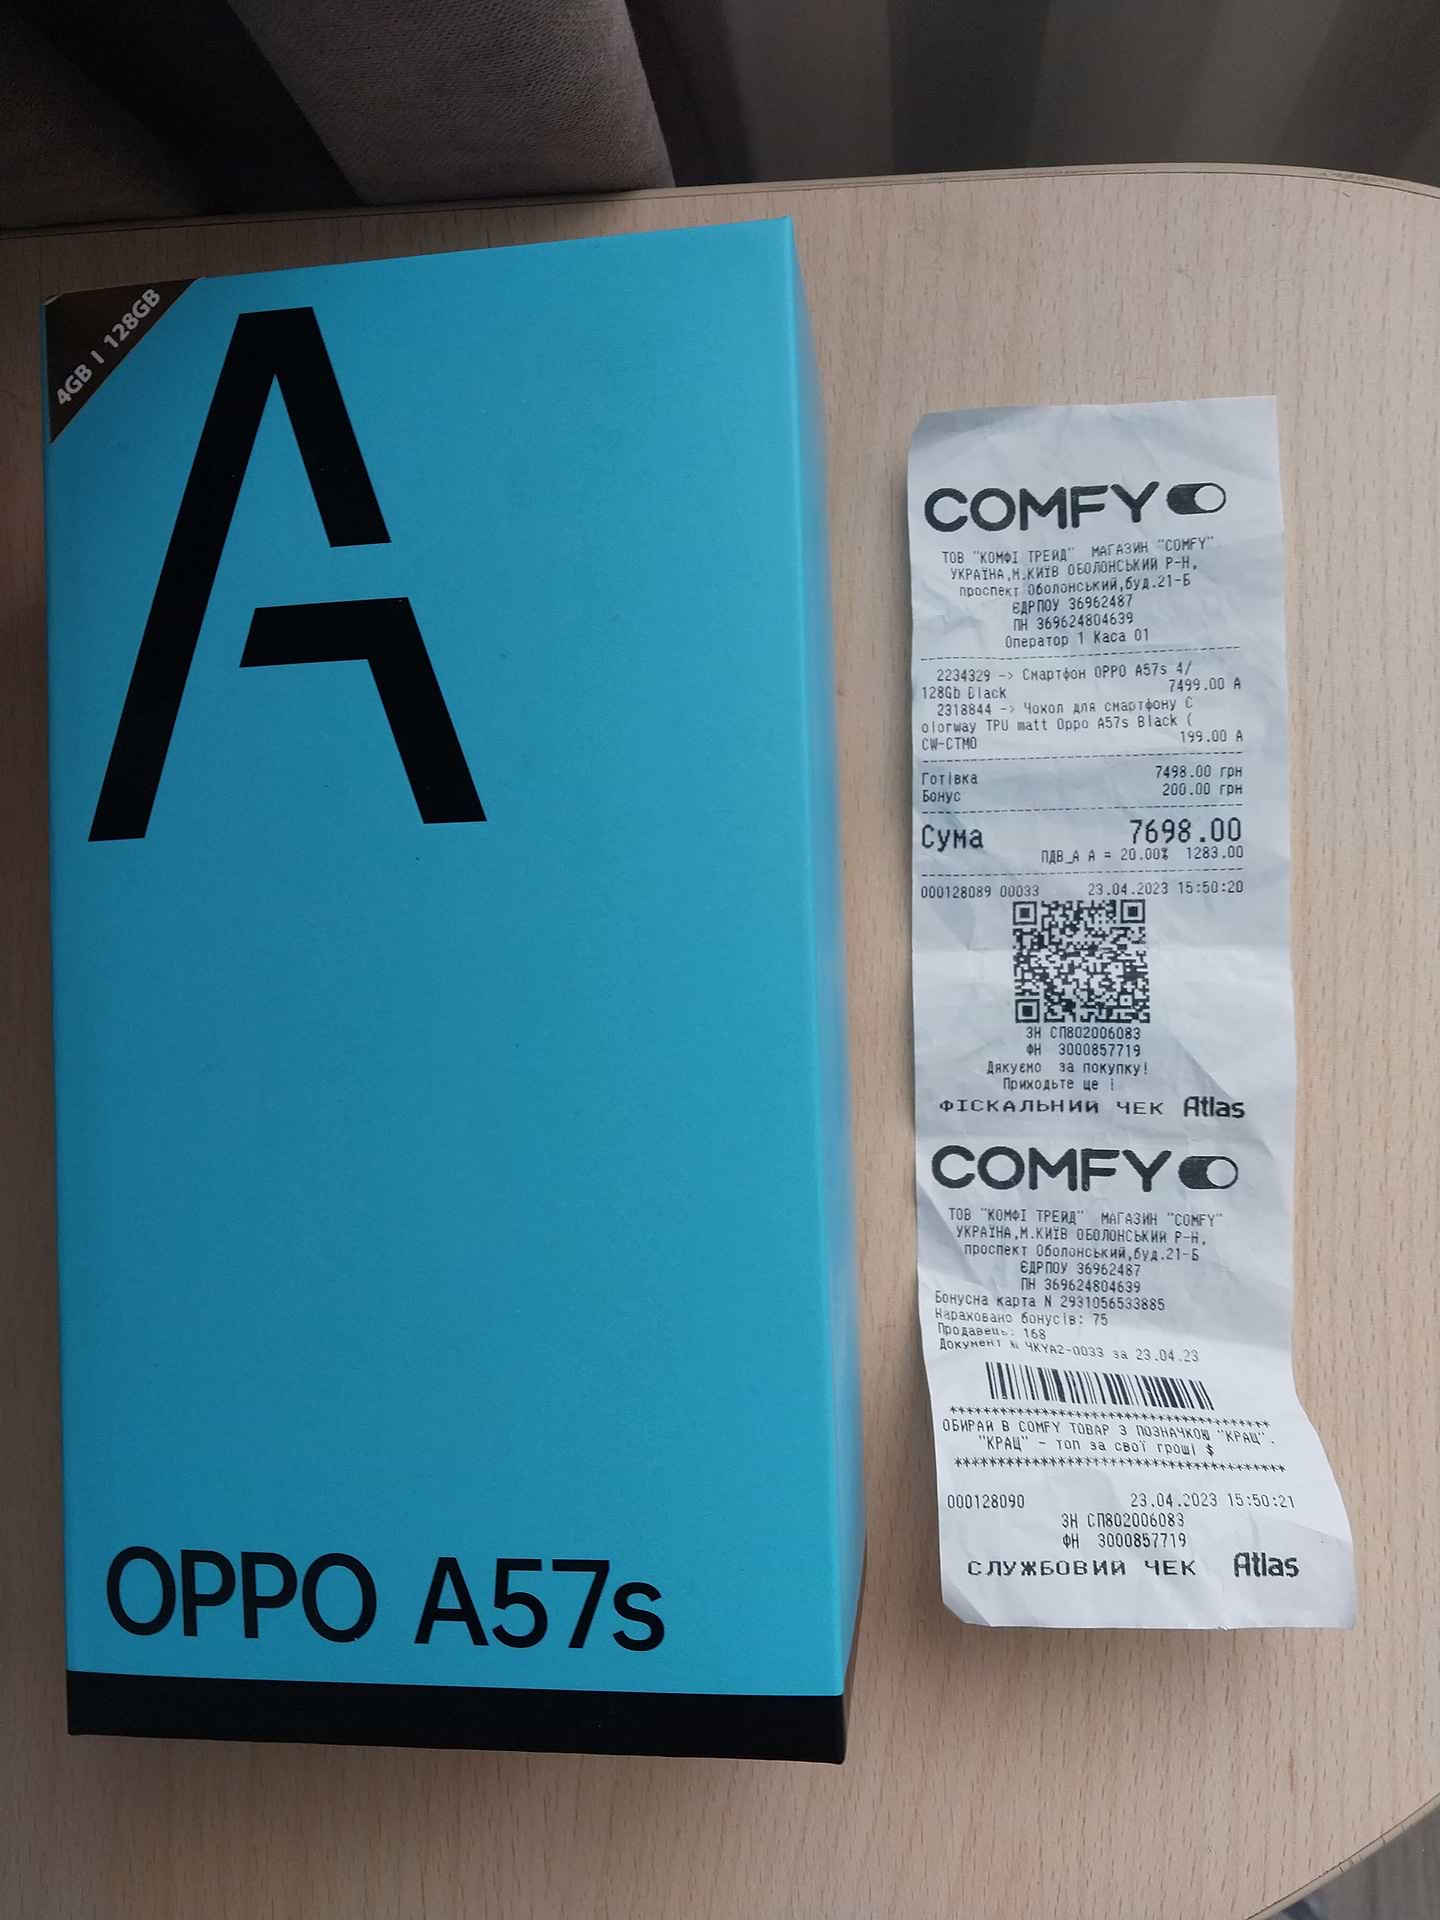 4GB | 128GB
A
OPPO A57s
COMFY
ТОВ "КОМФІ ТРЕЙД" МАГАЗИН "COMFY"
УКРАЇНА,М.КИЇВ ОБОЛОНСЬКИЙ Р-Н,
проспект Оболонський,буд.21-Б
ЄДРПОУ 36962487
ПН 369624804639
Оператор 1 Каса 01
2234329 -> Смартфон OPPO A57s 4/
128Gb Black 7499.00 А
2318844 -> Чохол для смартфону C
olorway TPU matt Oppo A57s Black (
CW-CTMO 199.00 А
Готівка 7498.00 грн
Бонус 200.00 грн
Сума 7698.00
ПДВ_А А = 20.00% 1283.00
000128089 00033 23.04.2023 15:50:20
ЗН СП802006083
ФН 3000857719
Дякуємо за покупку!
Приходьте ще !
ФІСКАЛЬНИЙ ЧЕК Atlas
COMFY
ТОВ "КОМФІ ТРЕЙД" МАГАЗИН "COMFY"
УКРАЇНА,М.КИЇВ ОБОЛОНСЬКИЙ Р-Н,
проспект Оболонський,буд.21-Б
ЄДРПОУ 36962487
ПН 369624804639
Бонусна карта N 2931056533885
Нараховано бонусів: 75
Продавець: 168
Документ № ЧКYA2-0033 за 23.04.23
************************************
ОБИРАЙ В COMFY ТОВАР З ПОЗНАЧКОЮ "КРАЦ".
"КРАЦ" - топ за свої гроші $
************************************
000128090 23.04.2023 15:50:21
ЗН СП802006083
ФН 3000857719
СЛУЖБОВИЙ ЧЕК Atlas